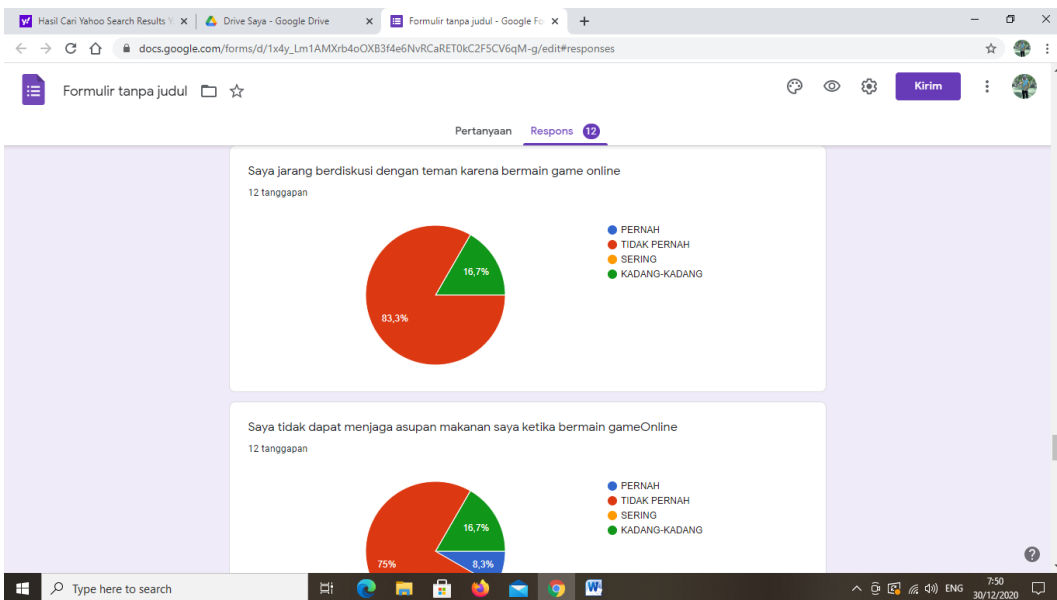 Hasil Cari Yahoo Search Results Y
Drive Saya - Google Drive
Formulir tanpa judul - Google Fo
docs.google.com/forms/d/1x4y_Lm1AMXrb4oOXB3f4e6NvRCaRET0kC2F5CV6qM-g/edit#responses
Formulir tanpa judul
Kirim
Pertanyaan Respons 12
Saya jarang berdiskusi dengan teman karena bermain game online
12 tanggapan
PERNAH
TIDAK PERNAH
SERING
KADANG-KADANG
16,7%
83,3%
Saya tidak dapat menjaga asupan makanan saya ketika bermain gameOnline
12 tanggapan
PERNAH
TIDAK PERNAH
SERING
KADANG-KADANG
16,7%
75%
8,3%
Type here to search
ENG
7:50
30/12/2020